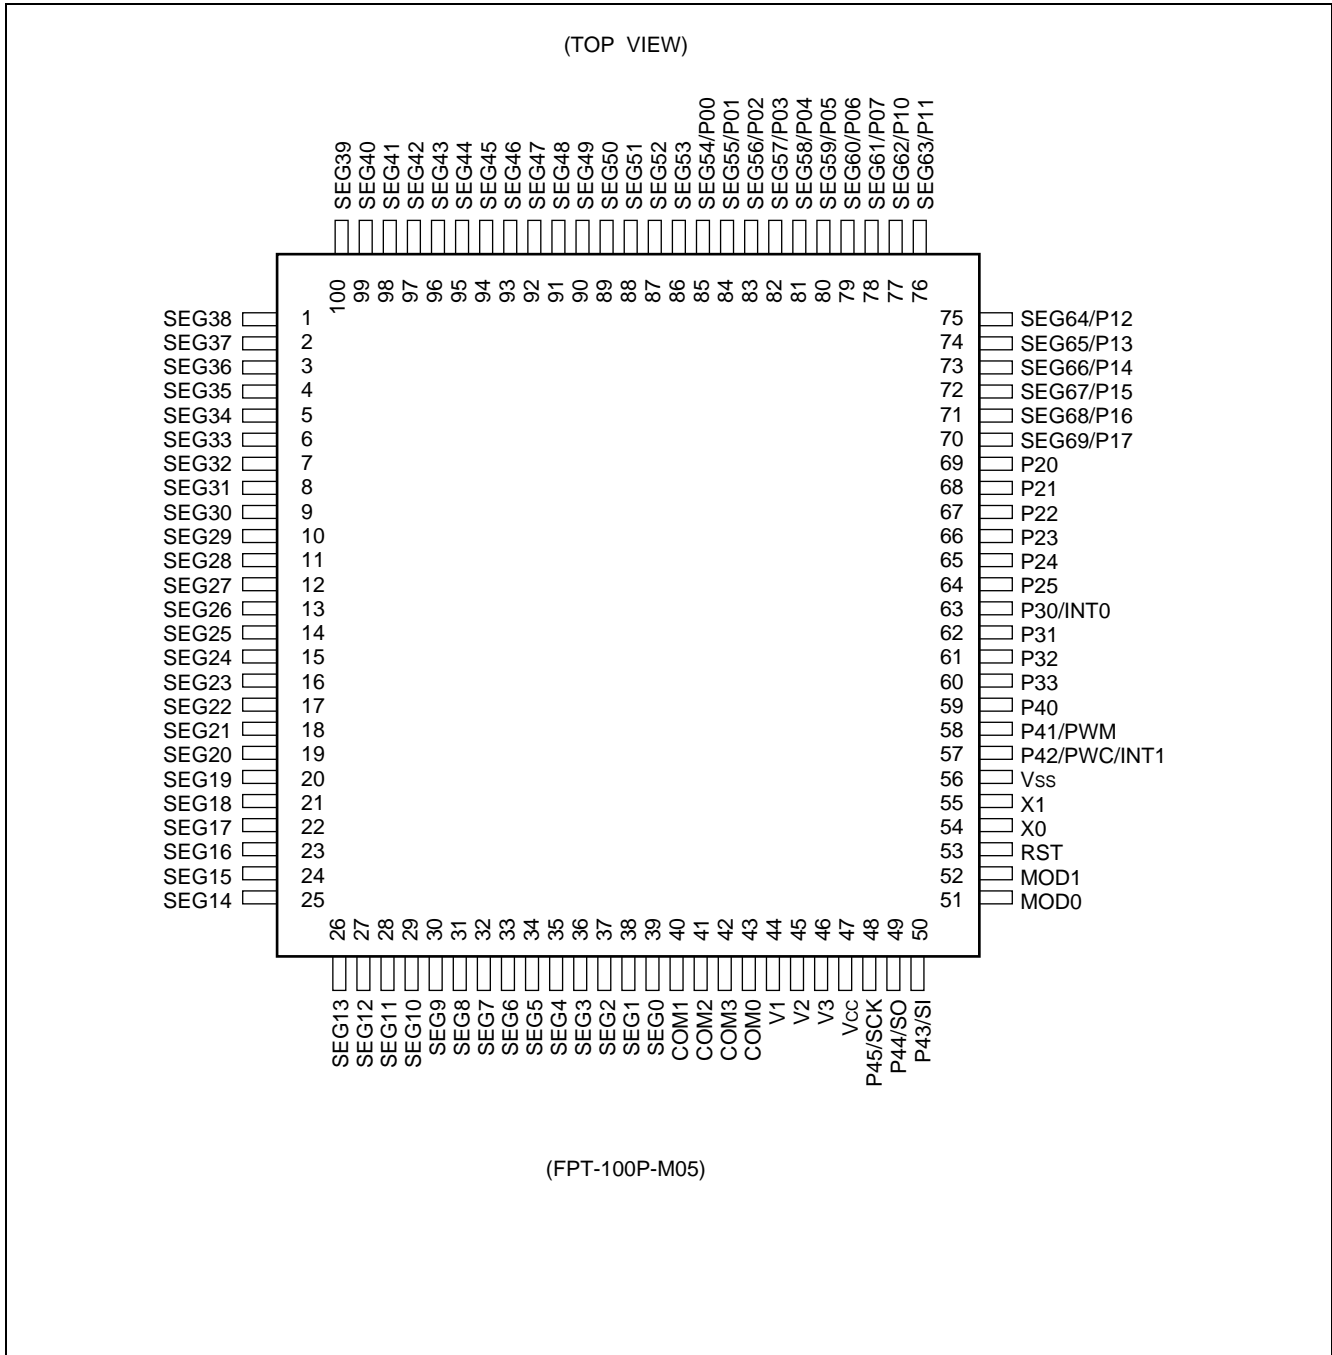 (TOP VIEW)
SEG39
SEG40
SEG41
SEG42
SEG43
SEG44
SEG45
SEG46
SEG47
SEG48
SEG49
SEG50
SEG51
SEG52
SEG53
SEG54/P00
SEG55/P01
SEG56/P02
SEG57/P03
SEG58/P04
SEG59/P05
SEG60/P06
SEG61/P07
SEG62/P10
SEG63/P11
100
99
98
97
96
95
94
93
92
91
90
89
88
87
86
85
84
83
82
81
80
79
78
77
76
SEG38 1 75 SEG64/P12
SEG37 2 74 SEG65/P13
SEG36 3 73 SEG66/P14
SEG35 4 72 SEG67/P15
SEG34 5 71 SEG68/P16
SEG33 6 70 SEG69/P17
SEG32 7 69 P20
SEG31 8 68 P21
SEG30 9 67 P22
SEG29 10 66 P23
SEG28 11 65 P24
SEG27 12 64 P25
SEG26 13 63 P30/INT0
SEG25 14 62 P31
SEG24 15 61 P32
SEG23 16 60 P33
SEG22 17 59 P40
SEG21 18 58 P41/PWM
SEG20 19 57 P42/PWC/INT1
SEG19 20 56 Vss
SEG18 21 55 X1
SEG17 22 54 X0
SEG16 23 53 RST
SEG15 24 52 MOD1
SEG14 25 51 MOD0
26
27
28
29
30
31
32
33
34
35
36
37
38
39
40
41
42
43
44
45
46
47
48
49
50
SEG13
SEG12
SEG11
SEG10
SEG9
SEG8
SEG7
SEG6
SEG5
SEG4
SEG3
SEG2
SEG1
SEG0
COM1
COM2
COM3
COM0
V1
V2
V3
Vcc
P45/SCK
P44/SO
P43/SI
(FPT-100P-M05)